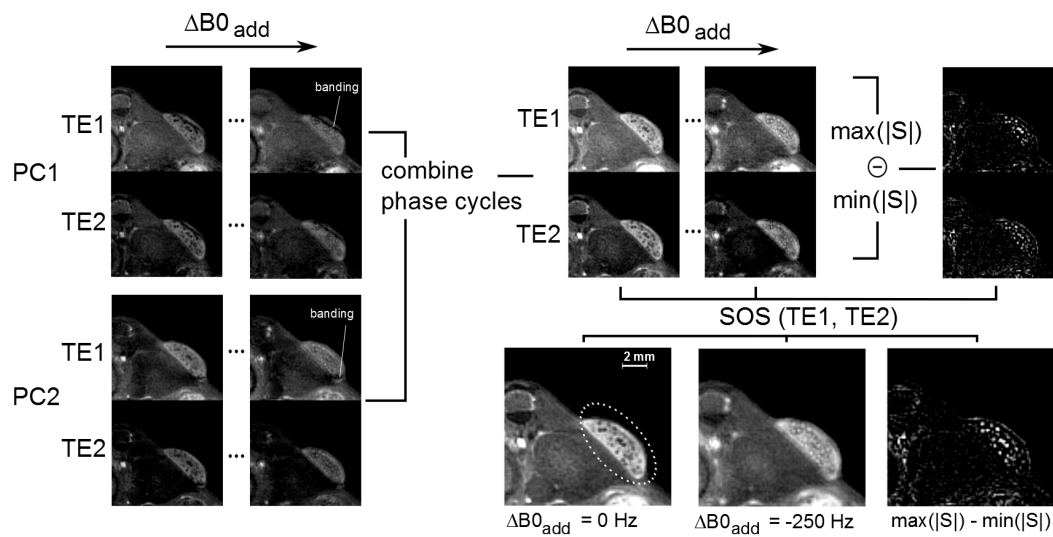 ΔB0 add
banding
TE1
...
PC1
TE2
...
banding
TE1
...
PC2
TE2
...
combine
phase cycles
ΔB0 add
TE1
...
TE2
...
max(|S|)
⊖
min(|S|)
SOS (TE1, TE2)
2 mm
ΔB0add = 0 Hz
ΔB0add = -250 Hz
max(|S|) - min(|S|)